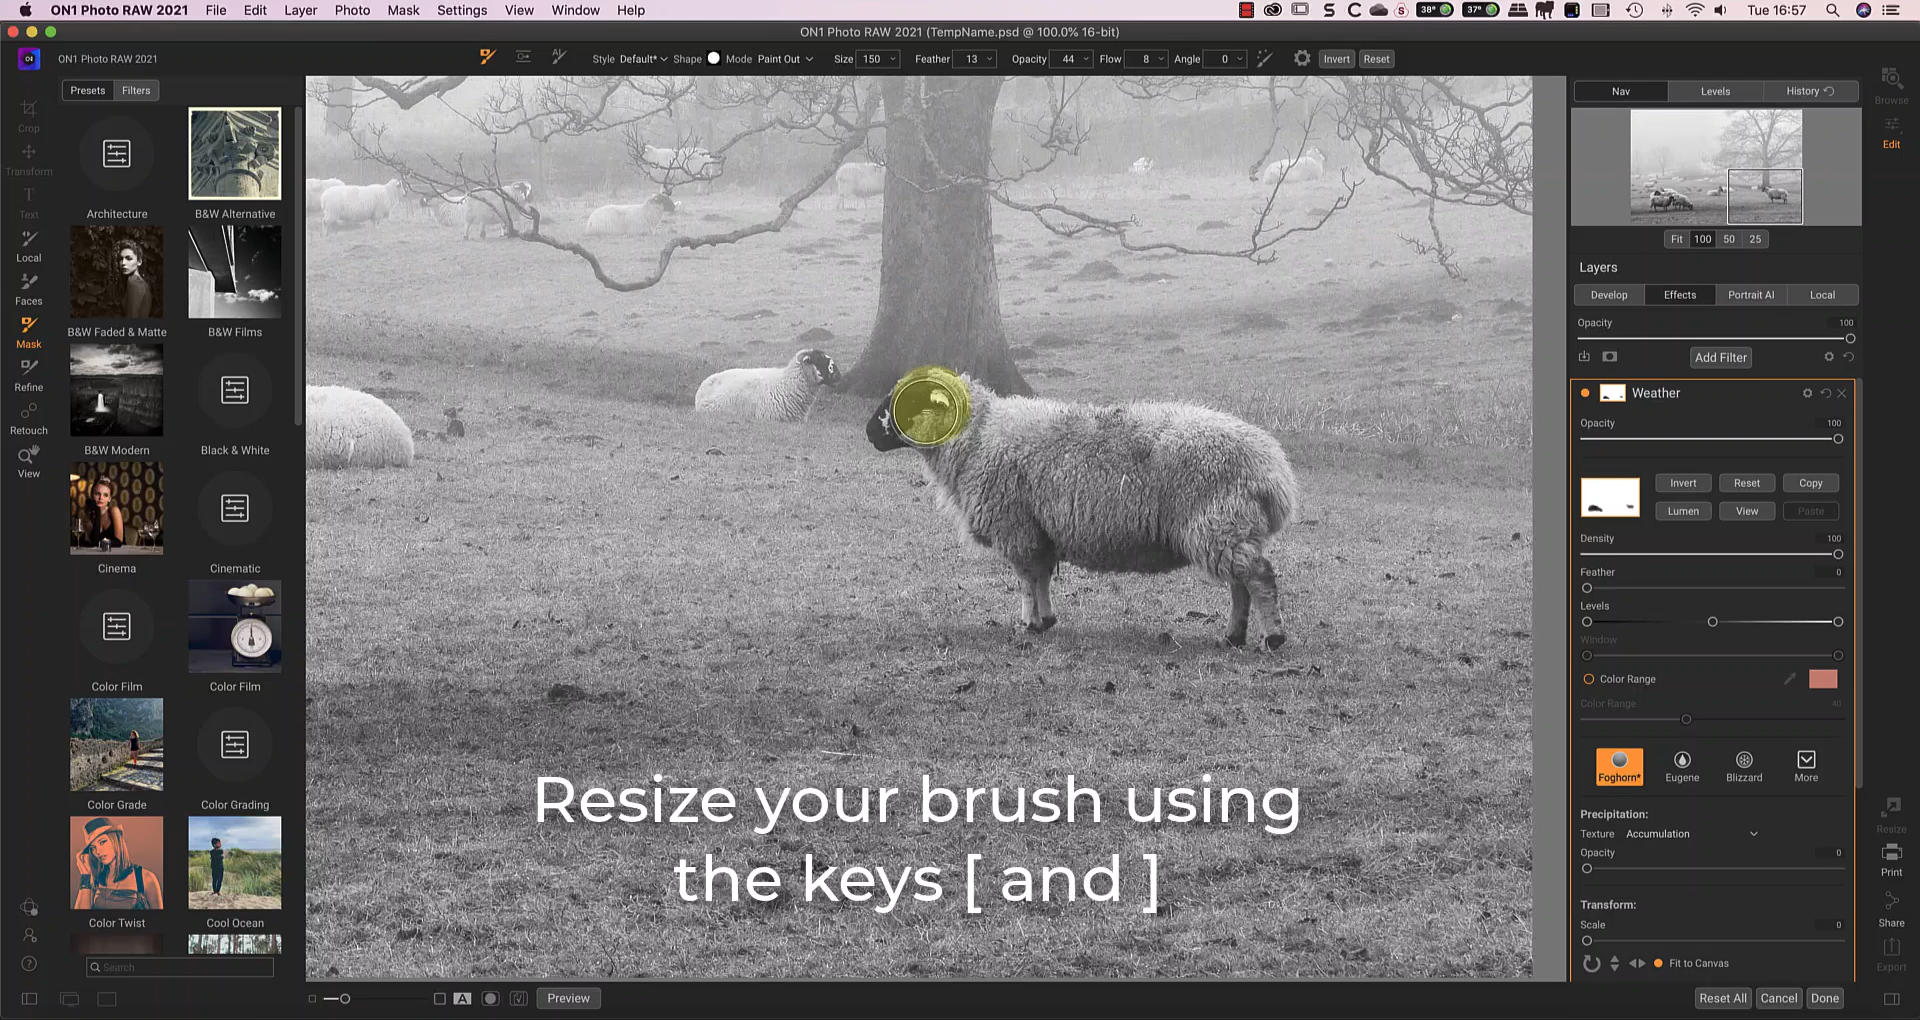 ON1 Photo RAW 2021 File Edit Layer Photo Mask Settings View Window Help 38° 37° Tue 16:57
ON1 Photo RAW 2021 (TempName.psd @ 100.0% 16-bit)
ON1 Photo RAW 2021
Style Default* Shape Mode Paint Out Size 150 Feather 13 Opacity 44 Flow 8 Angle 0 Invert Reset
Presets Filters
Crop
Transform
Text
Local
Faces
Mask
Refine
Retouch
View
Architecture
B&W Alternative
B&W Faded & Matte
B&W Films
B&W Modern
Black & White
Cinema
Cinematic
Color Film
Color Film
Color Grade
Color Grading
Color Twist
Cool Ocean
Search
Resize your brush using
the keys [ and ]
A
Preview
Nav Levels History
Fit 100 50 25
Layers
Develop Effects Portrait AI Local
Opacity 100
Add Filter
Weather
Opacity 100
Invert Reset Copy
Lumen View Paste
Density 100
Feather 0
Levels
Window
Color Range
Color Range 40
Foghorn* Eugene Blizzard More
Precipitation:
Texture Accumulation
Opacity 0
Transform:
Scale 0
Fit to Canvas
Reset All Cancel Done
Browse
Edit
Resize
Print
Share
Export